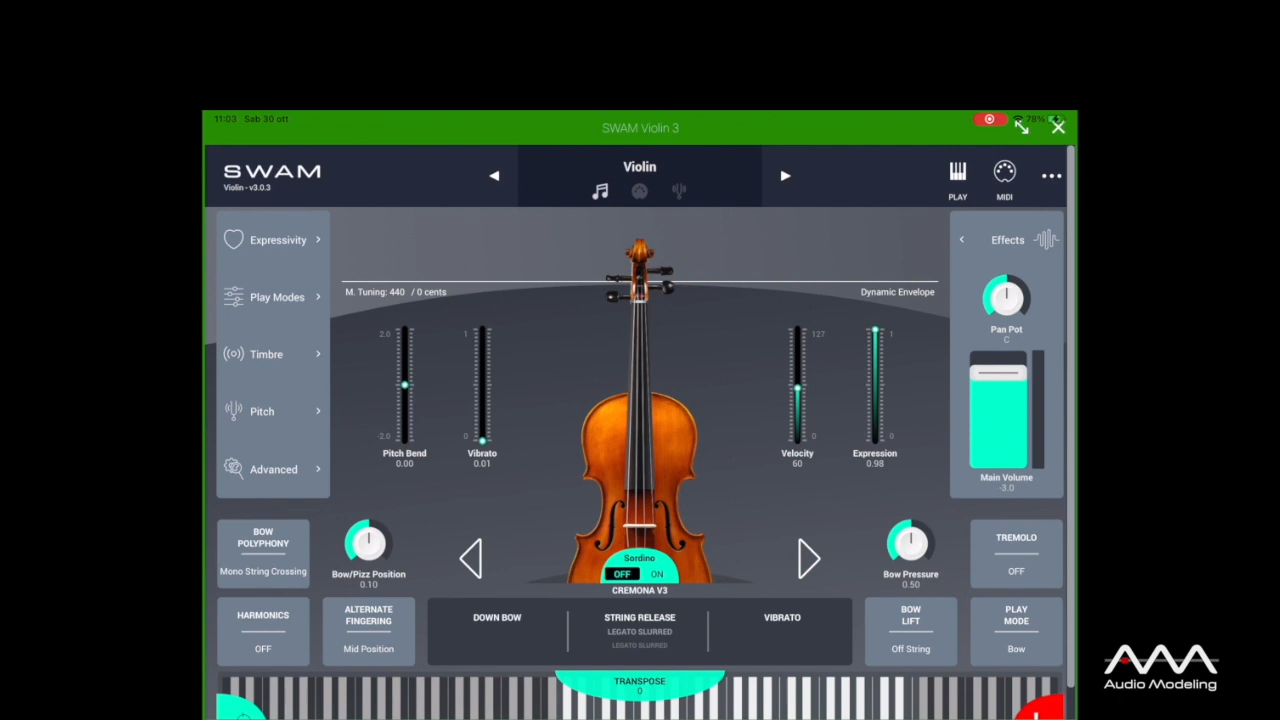 11:03 Sab 30 ott
SWAM Violin 3
78%
SWAM
Violin - v3.0.3
Violin
PLAY
MIDI
Expressivity
Play Modes
Timbre
Pitch
Advanced
M. Tuning: 440 / 0 cents
Dynamic Envelope
2.0
-2.0
Pitch Bend
0.00
1
0
Vibrato
0.01
127
0
Velocity
60
1
0
Expression
0.98
Effects
Pan Pot
C
Main Volume
-3.0
BOW
POLYPHONY
Mono String Crossing
Bow/Pizz Position
0.10
Sordino
OFF ON
CREMONA V3
Bow Pressure
0.50
TREMOLO
OFF
HARMONICS
OFF
ALTERNATE
FINGERING
Mid Position
DOWN BOW
STRING RELEASE
LEGATO SLURRED
LEGATO SLURRED
VIBRATO
BOW
LIFT
Off String
PLAY
MODE
Bow
TRANSPOSE
0
Audio Modeling